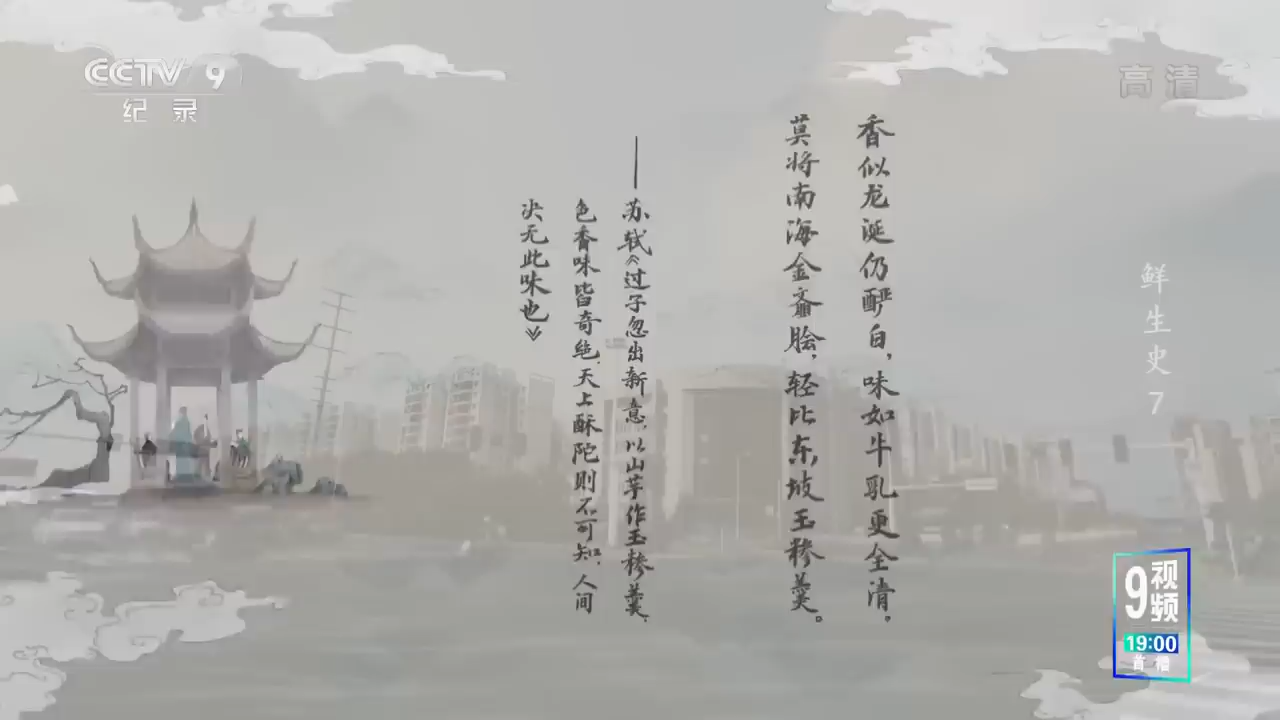 CCTV 9
纪录
高清
香似龙涎仍酽白，味如牛乳更全清，
莫将南海金齑脍，轻比东坡玉糁羹。
——苏轼《过子忽出新意，以山芋作玉糁羹，
色香味皆奇绝，天上酥陀则不可知，人间
决无此味也》
鲜生史 7
9视频
19:00
首播